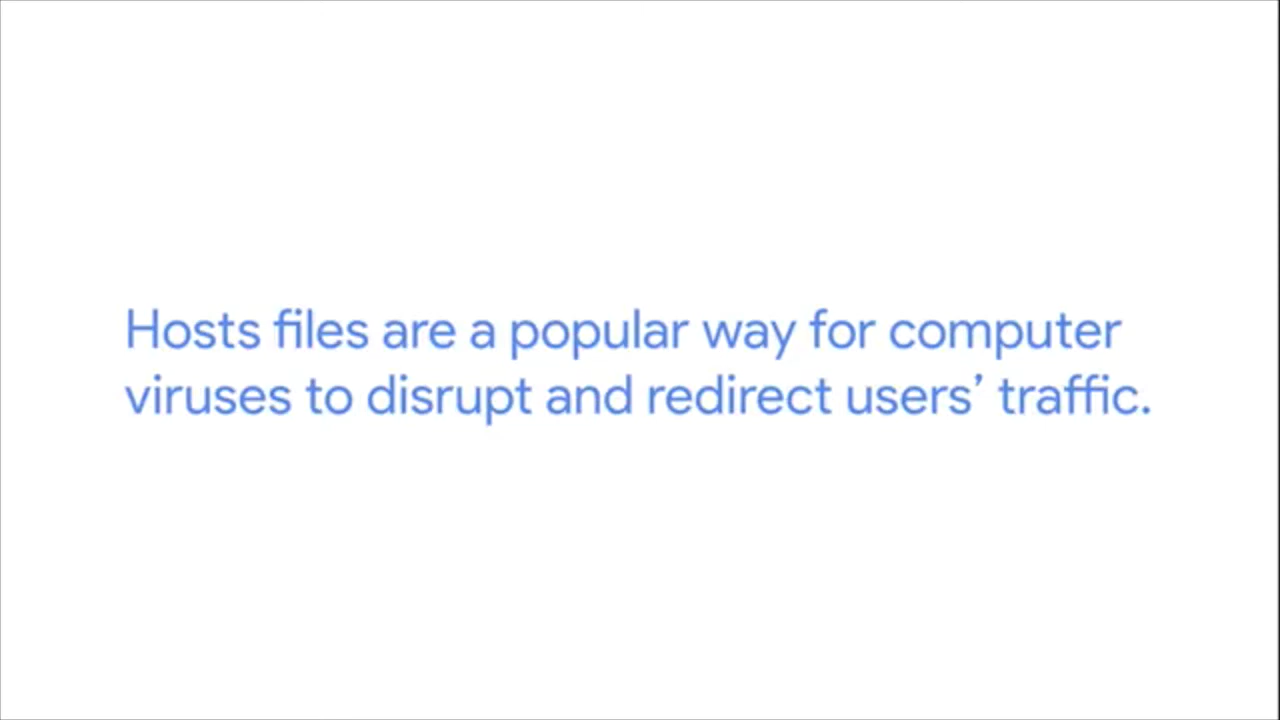 Hosts files are a popular way for computer
viruses to disrupt and redirect users’ traffic.